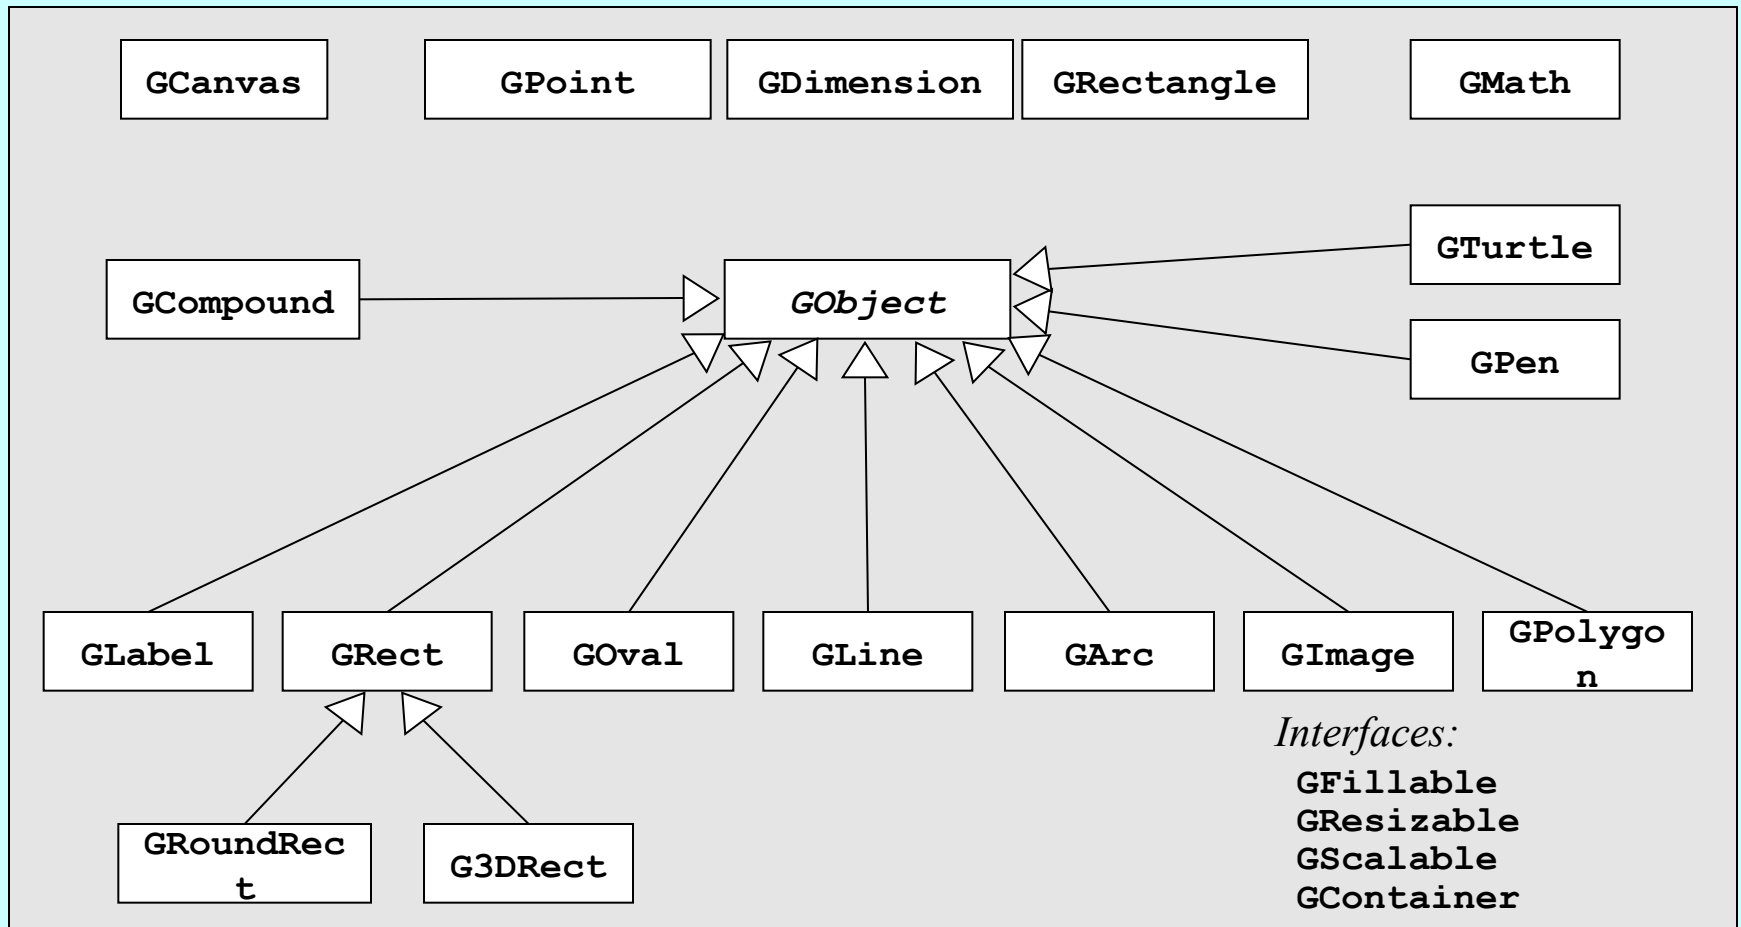 GCanvas
GPoint
GDimension
GRectangle
GMath
GTurtle
GCompound
GObject
GPen
GLabel
GRect
GOval
GLine
GArc
GImage
GPolygo
n
Interfaces:
GFillable
GResizable
GScalable
GContainer
GRoundRec
t
G3DRect